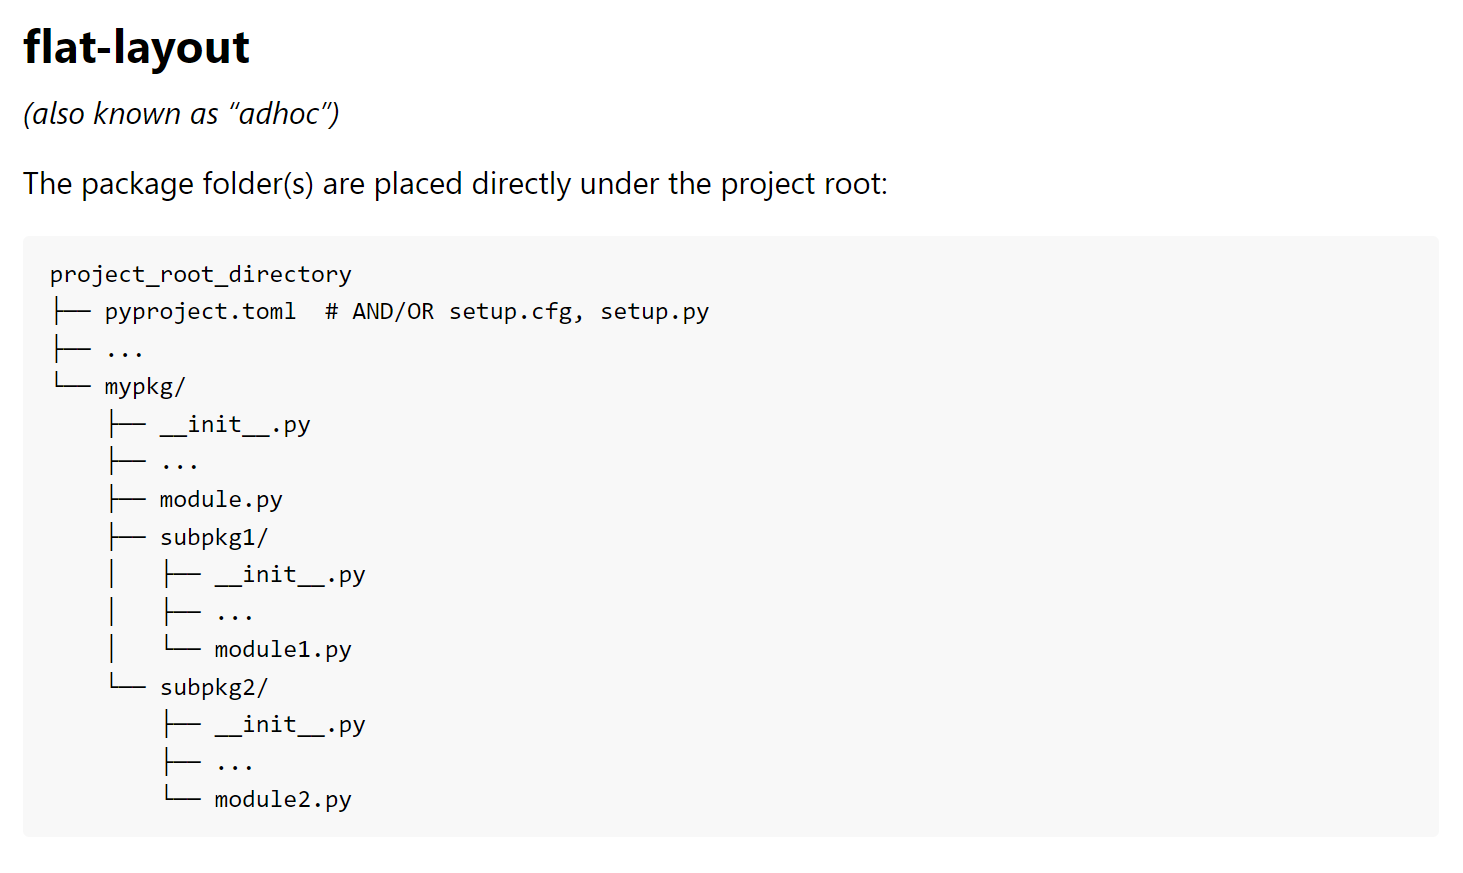 flat-layout
(also known as “adhoc”)
The package folder(s) are placed directly under the project root:
project_root_directory
├── pyproject.toml  # AND/OR setup.cfg, setup.py
├── ...
└── mypkg/
    ├── __init__.py
    ├── ...
    ├── module.py
    ├── subpkg1/
    │   ├── __init__.py
    │   ├── ...
    │   └── module1.py
    └── subpkg2/
        ├── __init__.py
        ├── ...
        └── module2.py